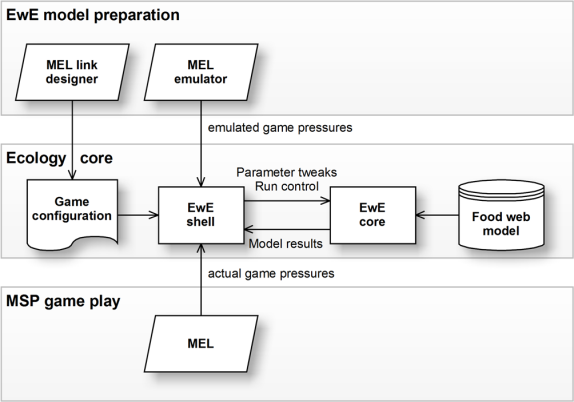 EwE model preparation
MEL link
designer
MEL
emulator
emulated game pressures
Ecology core
Parameter tweaks
Run control
Game
configuration
EwE
shell
EwE
core
Food web
model
Model results
actual game pressures
MSP game play
MEL